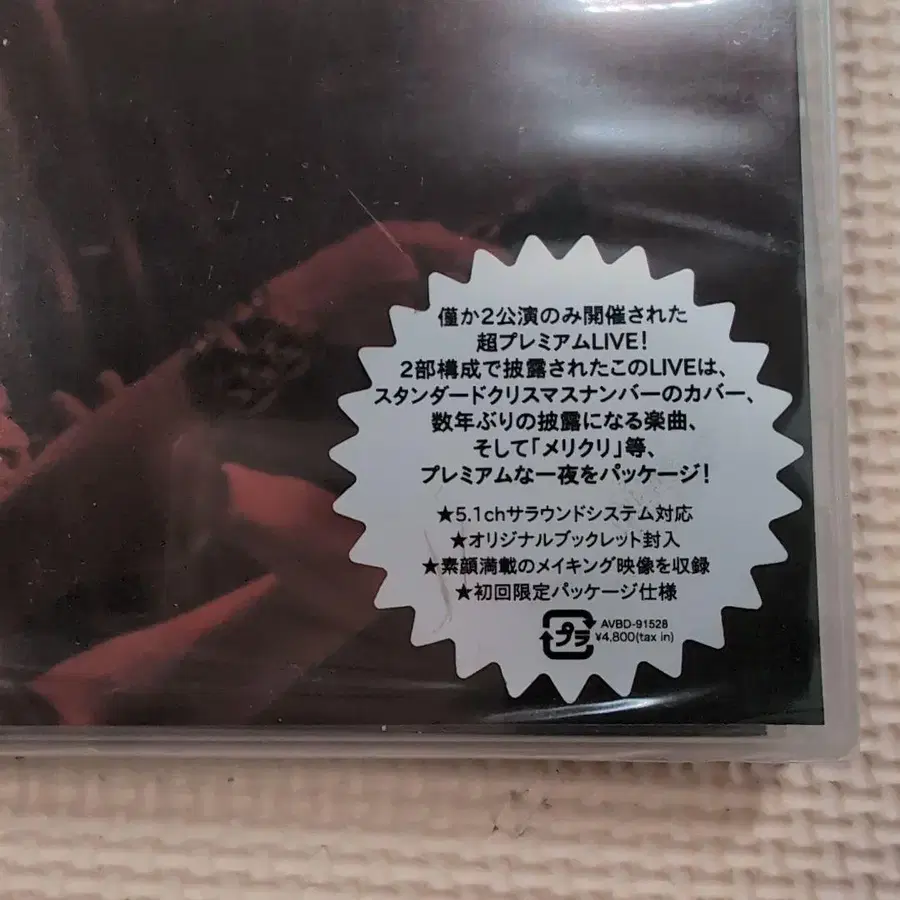 僅か2公演のみ開催された
超プレミアムLIVE!
2部構成で披露されたこのLIVEは、
スタンダードクリスマスナンバーのカバー、
数年ぶりの披露になる楽曲、
そして「メリクリ」等、
プレミアムな一夜をパッケージ!
★5.1chサラウンドシステム対応
★オリジナルブックレット封入
★素顔満載のメイキング映像を収録
★初回限定パッケージ仕様
プラ
AVBD-91528
¥4,800(tax in)